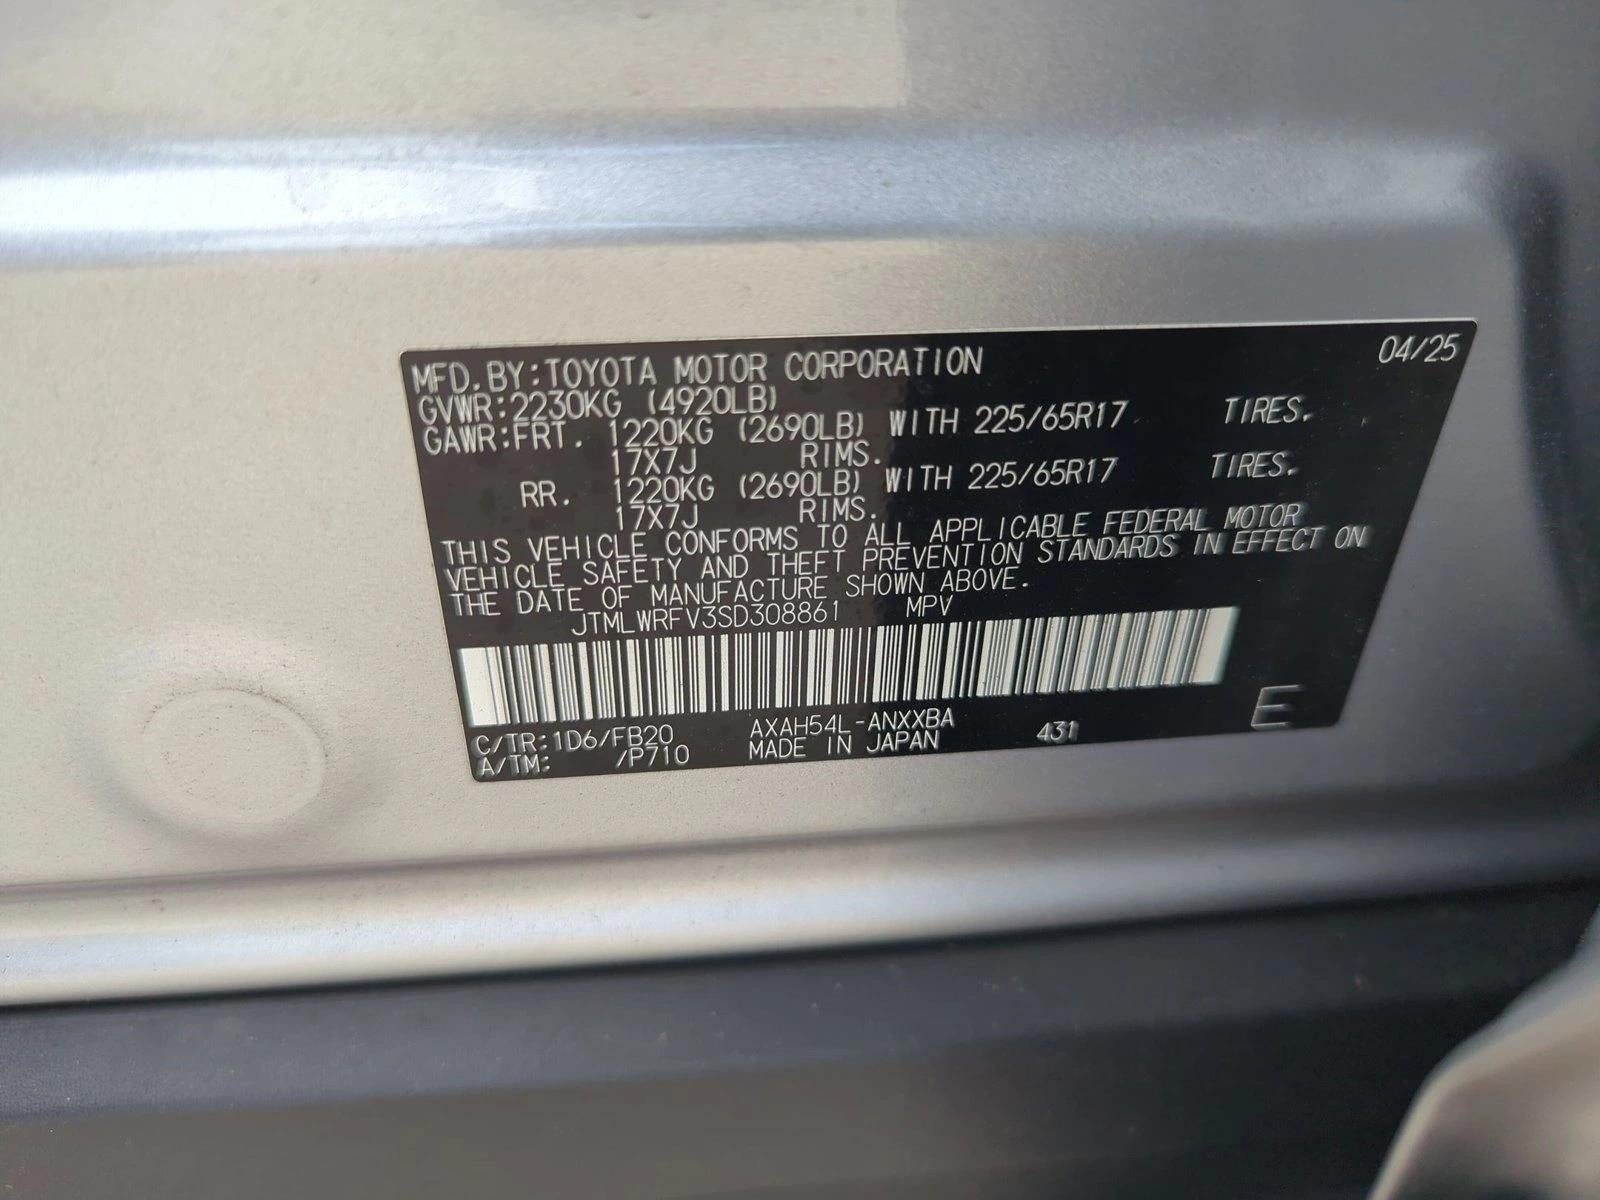 MFD.BY:TOYOTA MOTOR CORPORATION 04/25
GVWR:2230KG (4920LB)
GAWR:FRT. 1220KG (2690LB) WITH 225/65R17 TIRES.
17X7J RIMS.
RR. 1220KG (2690LB) WITH 225/65R17 TIRES.
17X7J RIMS.
THIS VEHICLE CONFORMS TO ALL APPLICABLE FEDERAL MOTOR
VEHICLE SAFETY AND THEFT PREVENTION STANDARDS IN EFFECT ON
THE DATE OF MANUFACTURE SHOWN ABOVE.
JTMLWRFV3SD308861 MPV
C/TR:1D6/FB20 AXAH54L-ANXXBA 431 E
A/TM: /P710 MADE IN JAPAN